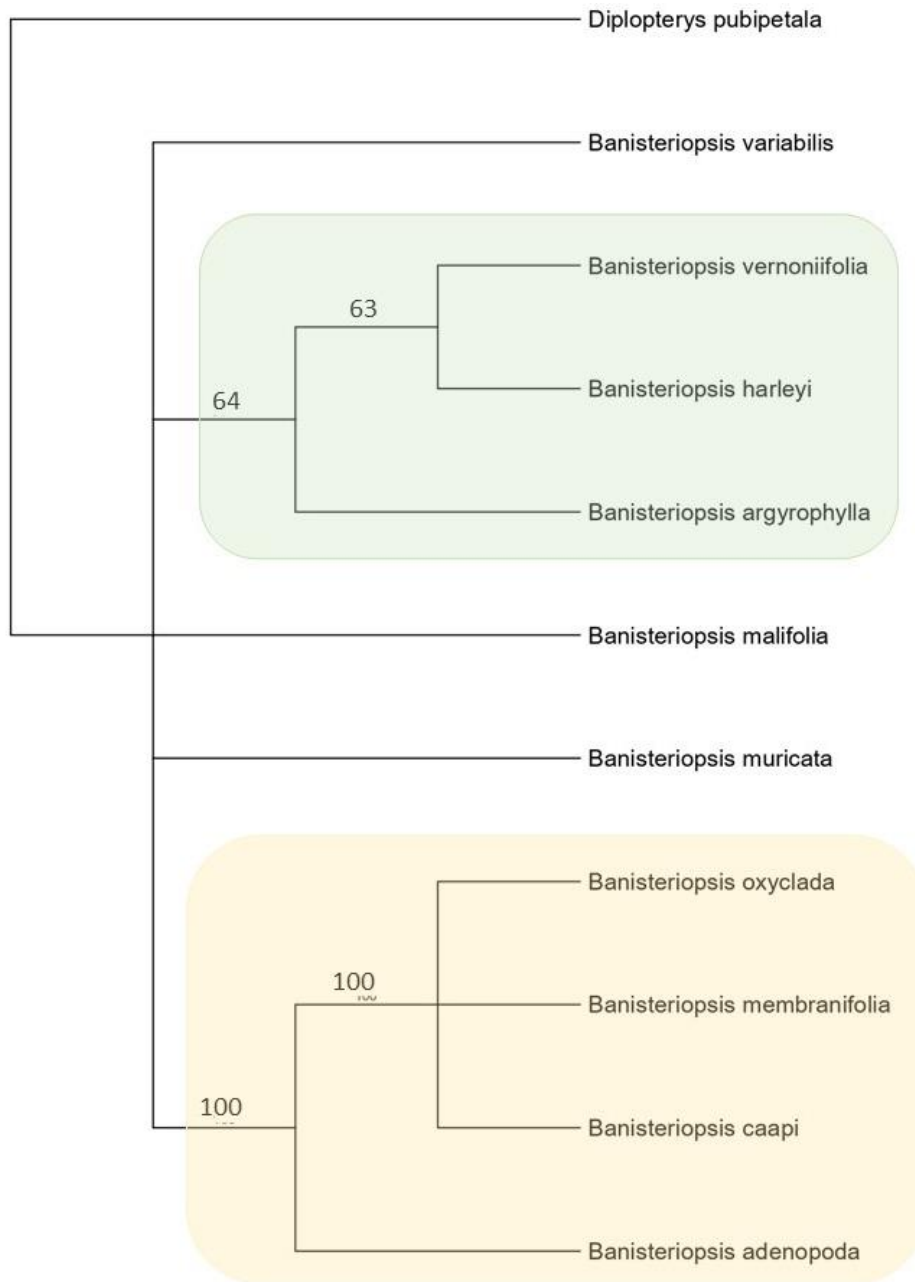 Diplopterys pubipetala
Banisteriopsis variabilis
Banisteriopsis vernoniifolia
63
Banisteriopsis harleyi
64
Banisteriopsis argyrophylla
Banisteriopsis malifolia
Banisteriopsis muricata
Banisteriopsis oxyclada
100
Banisteriopsis membranifolia
100
Banisteriopsis caapi
Banisteriopsis adenopoda